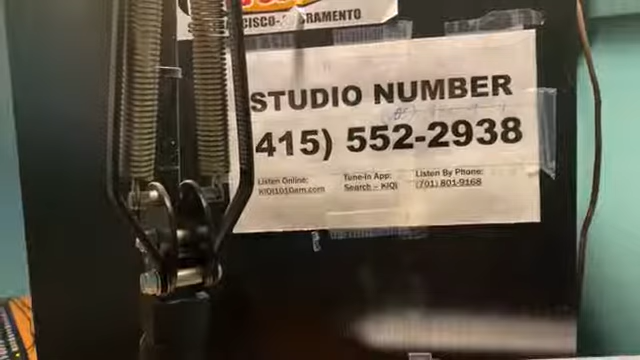 CISCO- RAMENTO
STUDIO NUMBER
415) 552-2938
Listen Online: Tune-In App: Listen By Phone:
KIQI1010am.com Search - KIQI (701) 801-9168